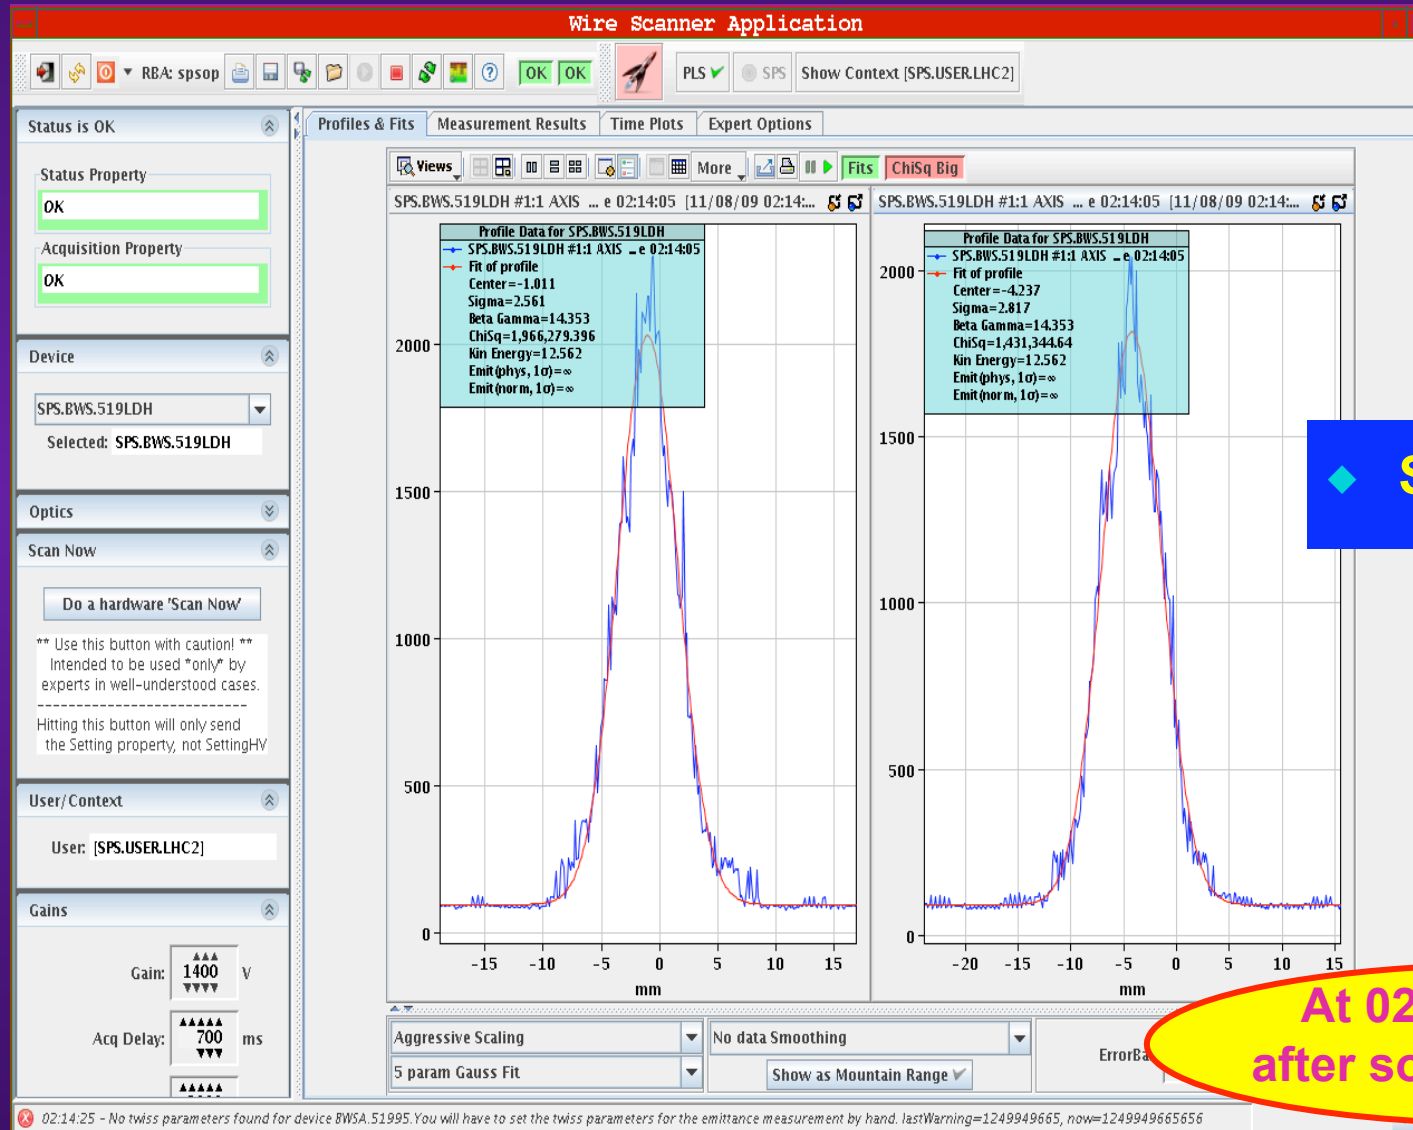 Wire Scanner Application
RBA: spsop
OK OK
PLS
SPS
Show Context [SPS.USER.LHC2]
Status is OK
Status Property
OK
Acquisition Property
OK
Device
SPS.BWS.519LDH
Selected: SPS.BWS.519LDH
Optics
Scan Now
Do a hardware 'Scan Now'
** Use this button with caution! **
Intended to be used *only* by
experts in well-understood cases.
---------------------------
Hitting this button will only send
the Setting property, not SettingHV
User/Context
User: [SPS.USER.LHC2]
Gains
Gain: 1400 V
Acq Delay: 700 ms
Profiles & Fits
Measurement Results
Time Plots
Expert Options
Views
More
Fits
ChiSq Big
SPS.BWS.519LDH #1:1 AXIS ... e 02:14:05 [11/08/09 02:14:...
Profile Data for SPS.BWS.519LDH
SPS.BWS.519LDH #1:1 AXIS ... e 02:14:05
Fit of profile
Center=-1.011
Sigma=2.561
Beta Gamma=14.353
ChiSq=1,966,279.396
Kin Energy=12.562
Emit(phys, 1σ)=∞
Emit(norm, 1σ)=∞
2000
1500
1000
500
0
-15 -10 -5 0 5 10 15
mm
SPS.BWS.519LDH #1:1 AXIS ... e 02:14:05 [11/08/09 02:14:...
Profile Data for SPS.BWS.519LDH
SPS.BWS.519LDH #1:1 AXIS ... e 02:14:05
Fit of profile
Center=-4.237
Sigma=2.817
Beta Gamma=14.353
ChiSq=1,431,344.64
Kin Energy=12.562
Emit(phys, 1σ)=∞
Emit(norm, 1σ)=∞
2000
1500
1000
500
0
-20 -15 -10 -5 0 5 10 15
mm
S
At 02
after so
Aggressive Scaling
No data Smoothing
5 param Gauss Fit
Show as Mountain Range
ErrorBa
02:14:25 - No twiss parameters found for device BWSA.51995.You will have to set the twiss parameters for the emittance measurement by hand. lastWarning=1249949665, now=1249949665656